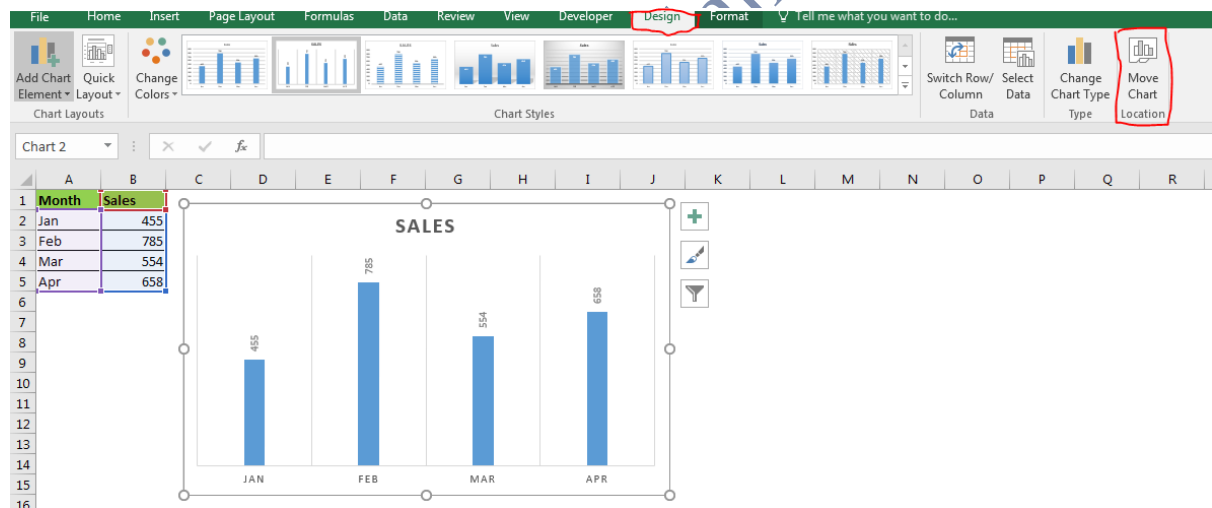 File Home Insert Page Layout Formulas Data Review View Developer Design Format Tell me what you want to do...
Add Chart Element Quick Layout Change Colors Switch Row/ Column Select Data Change Chart Type Move Chart
Chart Layouts Chart Styles Data Type Location
Chart 2 fx
A B C D E F G H I J K L M N O P Q R
1 Month Sales
2 Jan 455
3 Feb 785
4 Mar 554
5 Apr 658
6
7
8
9
10
11
12
13
14
15
16
SALES
455 785 554 658
JAN FEB MAR APR